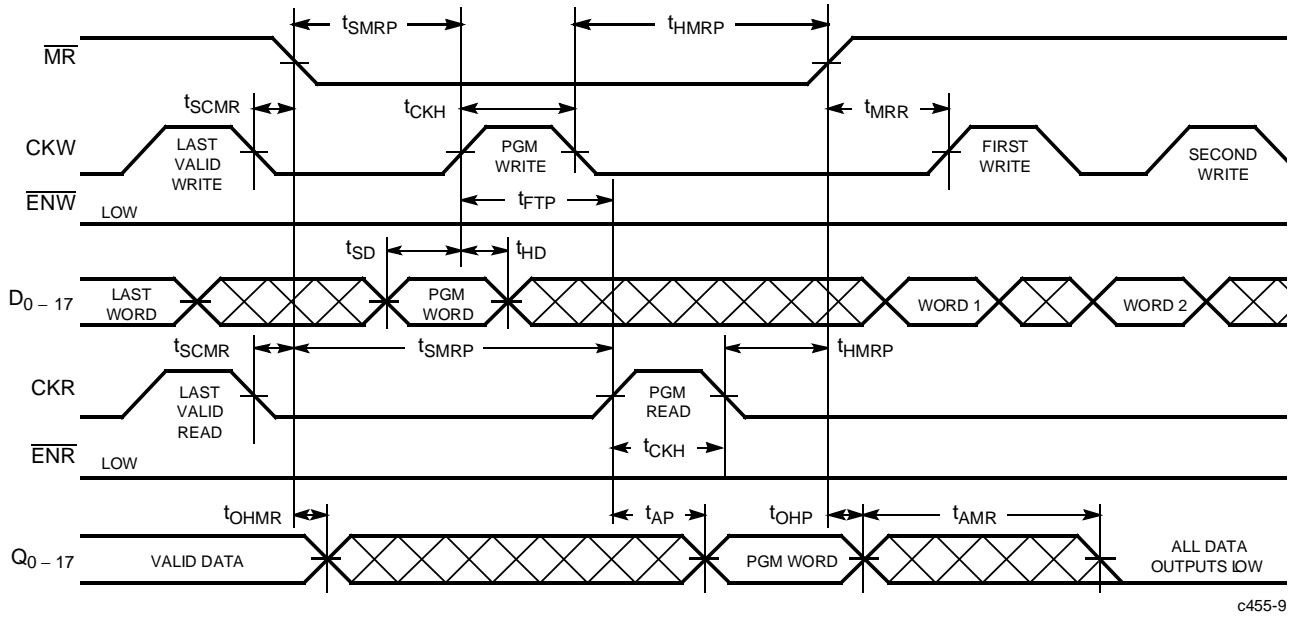 tSMRP tHMRP
MR
tSCMR tCKH tMRR
CKW LAST VALID WRITE PGM WRITE FIRST WRITE SECOND WRITE
tFTP
ENW LOW
tSD tHD
D0 – 17 LAST WORD PGM WORD WORD 1 WORD 2
tSCMR tSMRP tHMRP
CKR LAST VALID READ PGM READ
tCKH
ENR LOW
tOHMR tAP tOHP tAMR
Q0 – 17 VALID DATA PGM WORD ALL DATA OUTPUTS LOW
c455-9